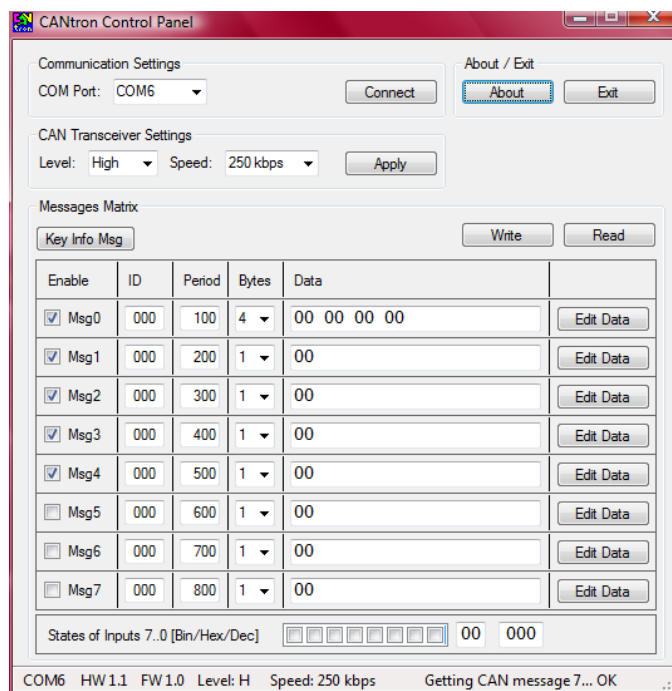 CANtron Control Panel
Communication Settings
COM Port: COM6 Connect
About / Exit
About Exit
CAN Transceiver Settings
Level: High Speed: 250 kbps Apply
Messages Matrix
Key Info Msg Write Read
Enable ID Period Bytes Data
Msg0 000 100 4 00 00 00 00 Edit Data
Msg1 000 200 1 00 Edit Data
Msg2 000 300 1 00 Edit Data
Msg3 000 400 1 00 Edit Data
Msg4 000 500 1 00 Edit Data
Msg5 000 600 1 00 Edit Data
Msg6 000 700 1 00 Edit Data
Msg7 000 800 1 00 Edit Data
States of Inputs 7..0 [Bin/Hex/Dec] 00 000
COM6 HW 1.1 FW 1.0 Level: H Speed: 250 kbps Getting CAN message 7... OK